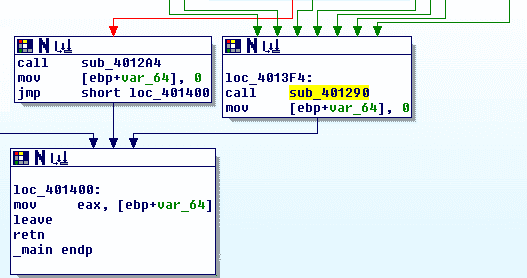 call sub_4012A4
mov [ebp+var_64], 0
jmp short loc_401400
loc_4013F4:
call sub_401290
mov [ebp+var_64], 0
loc_401400:
mov eax, [ebp+var_64]
leave
retn
_main endp